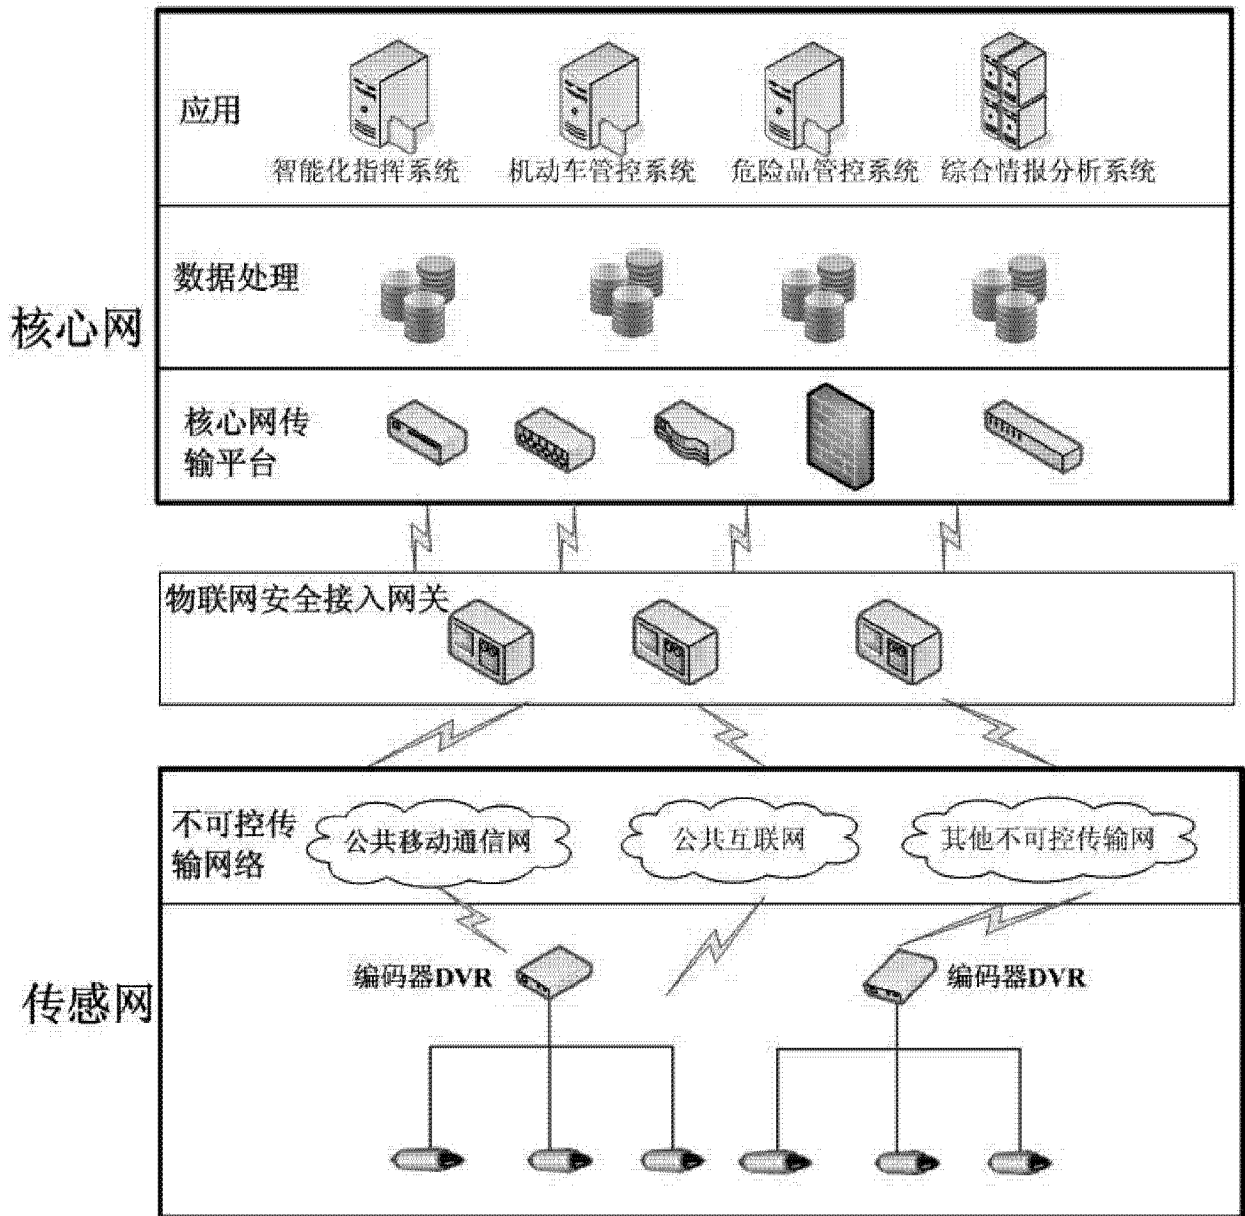 应用
智能化指挥系统
机动车管控系统
危险品管控系统
综合情报分析系统
数据处理
核心网
核心网传
输平台
物联网安全接入网关
不可控传
输网络
公共移动通信网
公共互联网
其他不可控传输网
编码器DVR
编码器DVR
传感网